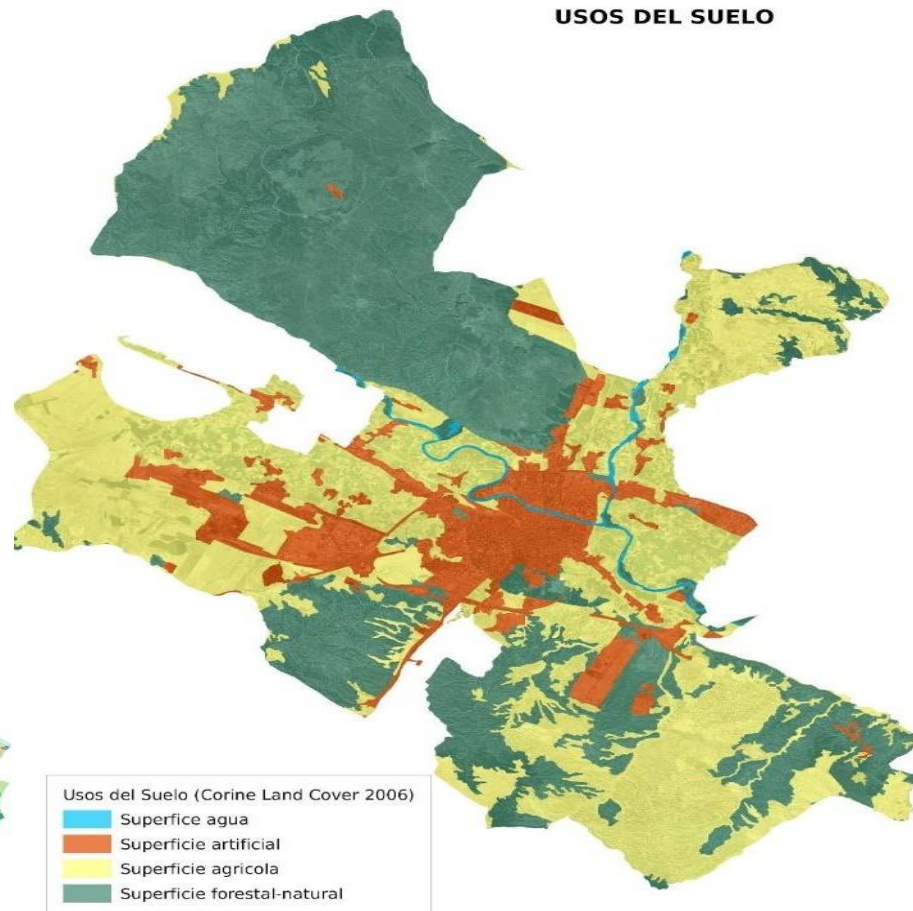 USOS DEL SUELO
Usos del Suelo (Corine Land Cover 2006)
Superfice agua
Superficie artificial
Superficie agricola
Superficie forestal-natural